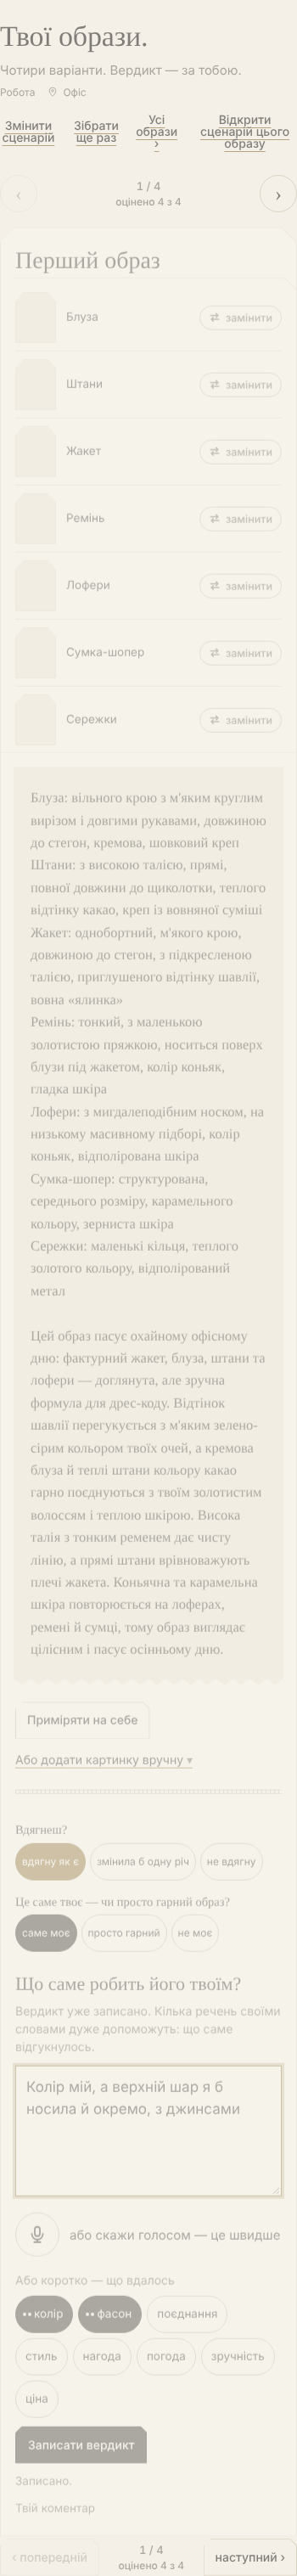 Твої образи.
Чотири варіанти. Вердикт — за тобою.
Робота Офіс
Змінити сценарій
Зібрати ще раз
Усі образи ›
Відкрити сценарій цього образу
‹
1 / 4
оцінено 4 з 4
›
Перший образ
Блуза ⇄ замінити
Штани ⇄ замінити
Жакет ⇄ замінити
Ремінь ⇄ замінити
Лофери ⇄ замінити
Сумка-шопер ⇄ замінити
Сережки ⇄ замінити
Блуза: вільного крою з м'яким круглим
вирізом і довгими рукавами, довжиною
до стегон, кремова, шовковий креп
Штани: з високою талією, прямі,
повної довжини до щиколотки, теплого
відтінку какао, креп із вовняної суміші
Жакет: однобортний, м'якого крою,
довжиною до стегон, з підкресленою
талією, приглушеного відтінку шавлії,
вовна «ялинка»
Ремінь: тонкий, з маленькою
золотистою пряжкою, носиться поверх
блузи під жакетом, колір коньяк,
гладка шкіра
Лофери: з мигдалеподібним носком, на
низькому масивному підборі, колір
коньяк, відполірована шкіра
Сумка-шопер: структурована,
середнього розміру, карамельного
кольору, зерниста шкіра
Сережки: маленькі кільця, теплого
золотого кольору, відполірований
метал
Цей образ пасує охайному офісному
дню: фактурний жакет, блуза, штани та
лофери — доглянута, але зручна
формула для дрес-коду. Відтінок
шавлії перегукується з м'яким зелено-
сірим кольором твоїх очей, а кремова
блуза й теплі штани кольору какао
гарно поєднуються з твоїм золотистим
волоссям і теплою шкірою. Висока
талія з тонким ременем дає чисту
лінію, а прямі штани врівноважують
плечі жакета. Коньячна та карамельна
шкіра повторюється на лоферах,
ремені й сумці, тому образ виглядає
цілісним і пасує осінньому дню.
Приміряти на себе
Або додати картинку вручну ▾
Вдягнеш?
вдягну як є змінила б одну річ не вдягну
Це саме твоє — чи просто гарний образ?
саме моє просто гарний не моє
Що саме робить його твоїм?
Вердикт уже записано. Кілька речень своїми
словами дуже допоможуть: що саме
відгукнулось.
Колір мій, а верхній шар я б
носила й окремо, з джинсами
або скажи голосом — це швидше
Або коротко — що вдалось
•• колір •• фасон поєднання
стиль нагода погода зручність
ціна
Записати вердикт
Записано.
Твій коментар
‹ попередній
1 / 4
оцінено 4 з 4
наступний ›